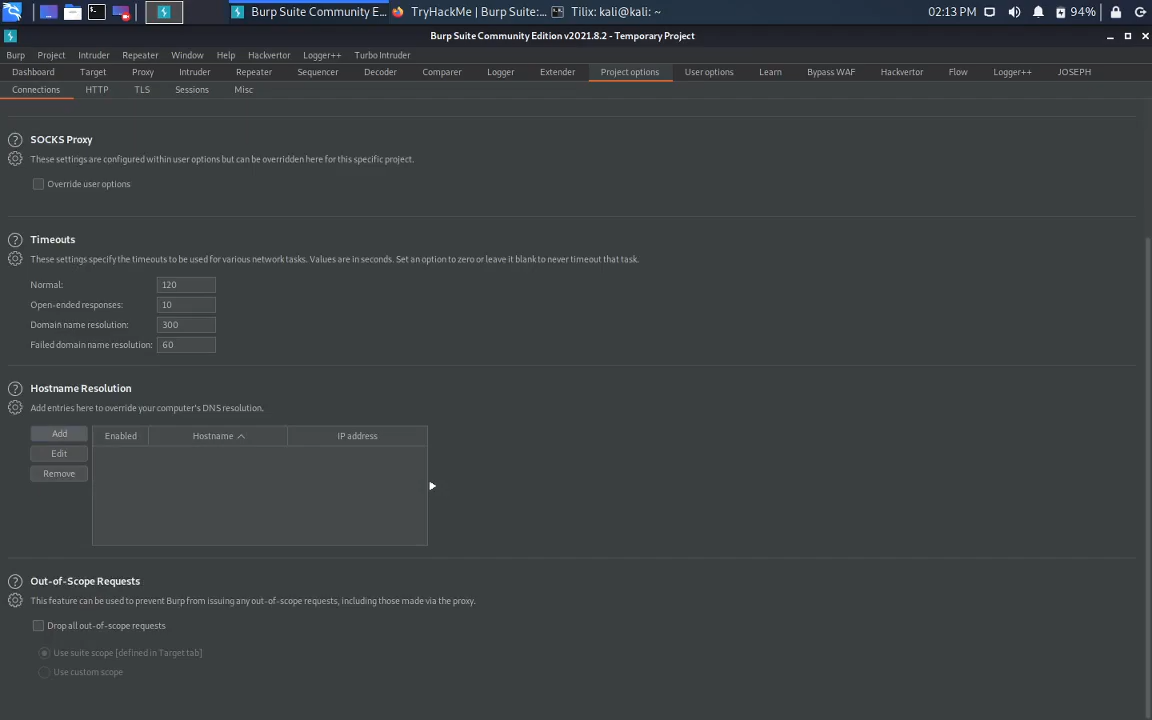 Burp Suite Community E...
TryHackMe | Burp Suite:...
Tilix: kali@kali: ~
02:13 PM
94%
Burp Suite Community Edition v2021.8.2 - Temporary Project
Burp Project Intruder Repeater Window Help Hackvertor Logger++ Turbo Intruder
Dashboard Target Proxy Intruder Repeater Sequencer Decoder Comparer Logger Extender Project options User options Learn Bypass WAF Hackvertor Flow Logger++ JOSEPH
Connections HTTP TLS Sessions Misc
? SOCKS Proxy
These settings are configured within user options but can be overridden here for this specific project.
Override user options
? Timeouts
These settings specify the timeouts to be used for various network tasks. Values are in seconds. Set an option to zero or leave it blank to never timeout that task.
Normal: 120
Open-ended responses: 10
Domain name resolution: 300
Failed domain name resolution: 60
? Hostname Resolution
Add entries here to override your computer's DNS resolution.
Add Enabled Hostname IP address
Edit
Remove
? Out-of-Scope Requests
This feature can be used to prevent Burp from issuing any out-of-scope requests, including those made via the proxy.
Drop all out-of-scope requests
Use suite scope [defined in Target tab]
Use custom scope